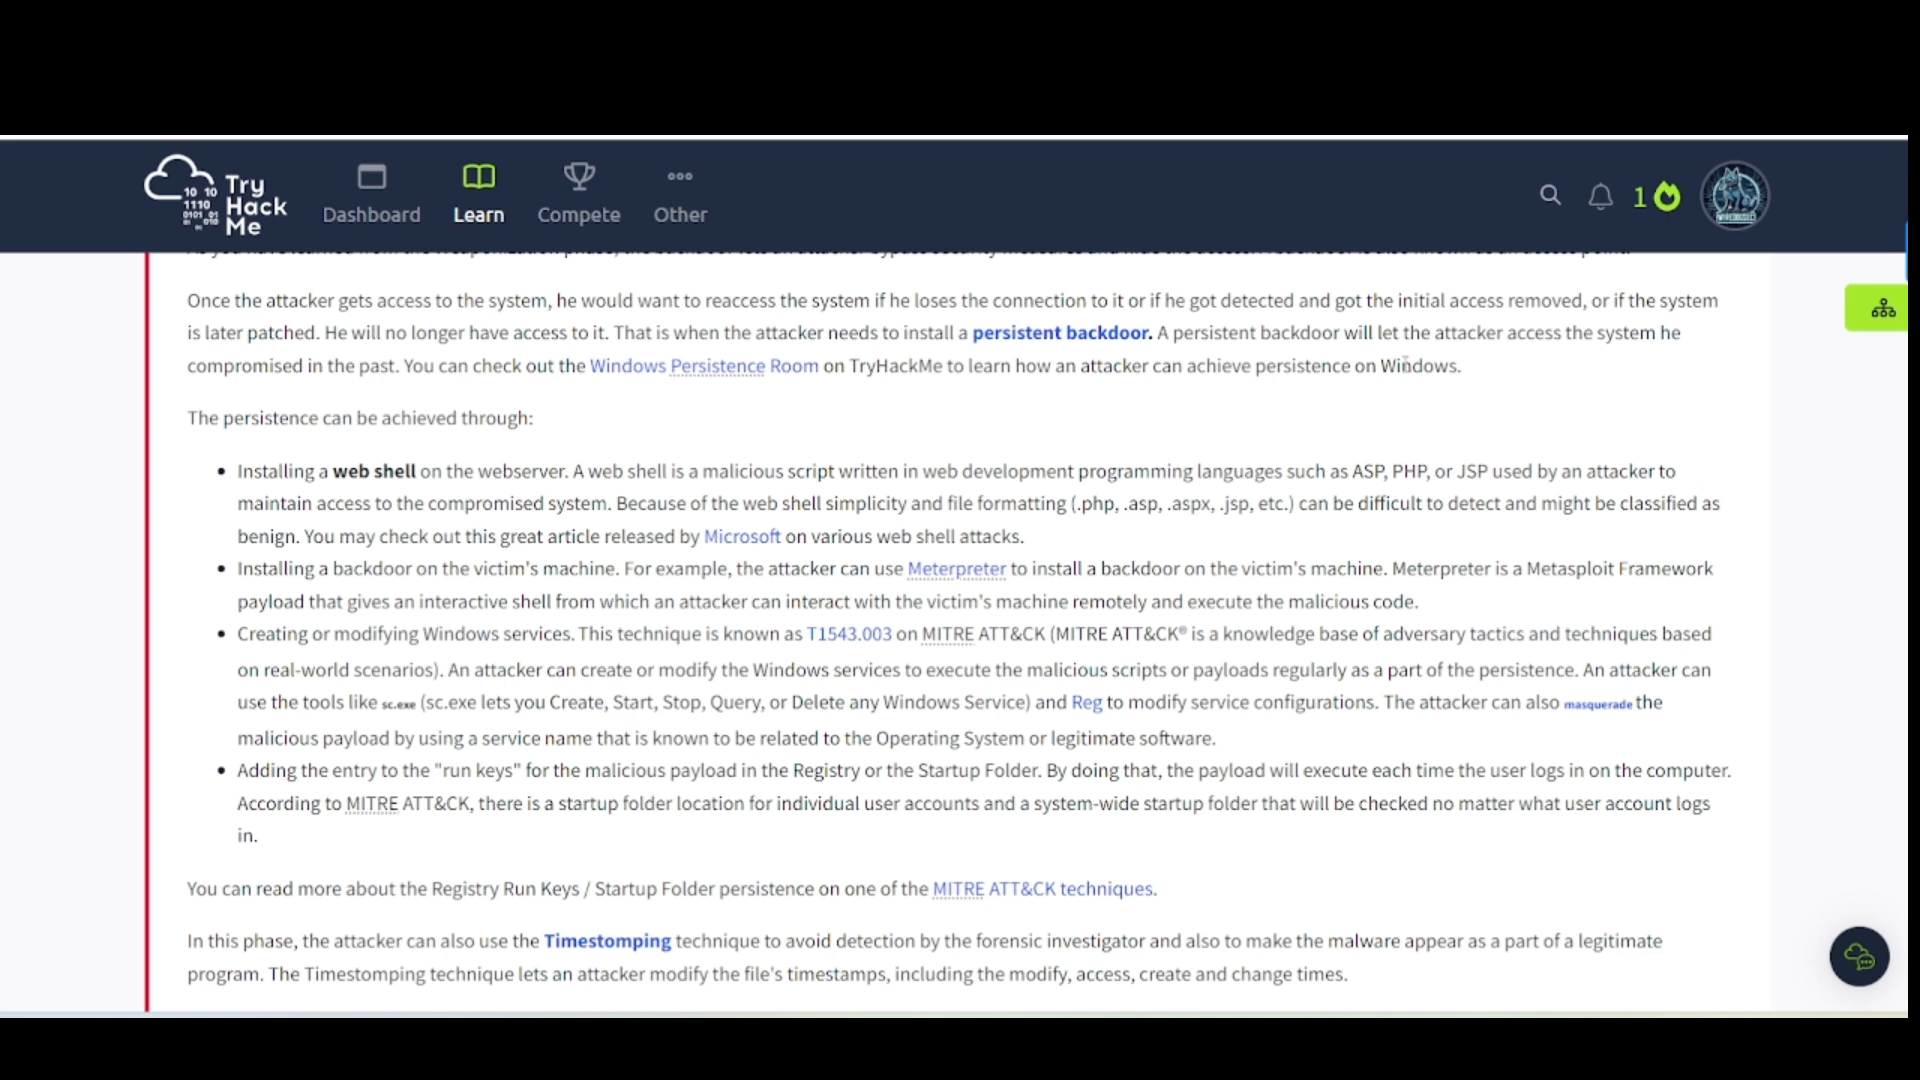 10 10
1110
0101 01
01 010
Try
Hack
Me
Dashboard
Learn
Compete
Other
1
Once the attacker gets access to the system, he would want to reaccess the system if he loses the connection to it or if he got detected and got the initial access removed, or if the system
is later patched. He will no longer have access to it. That is when the attacker needs to install a persistent backdoor. A persistent backdoor will let the attacker access the system he
compromised in the past. You can check out the Windows Persistence Room on TryHackMe to learn how an attacker can achieve persistence on Windows.
The persistence can be achieved through:
• Installing a web shell on the webserver. A web shell is a malicious script written in web development programming languages such as ASP, PHP, or JSP used by an attacker to
maintain access to the compromised system. Because of the web shell simplicity and file formatting (.php, .asp, .aspx, .jsp, etc.) can be difficult to detect and might be classified as
benign. You may check out this great article released by Microsoft on various web shell attacks.
• Installing a backdoor on the victim's machine. For example, the attacker can use Meterpreter to install a backdoor on the victim's machine. Meterpreter is a Metasploit Framework
payload that gives an interactive shell from which an attacker can interact with the victim's machine remotely and execute the malicious code.
• Creating or modifying Windows services. This technique is known as T1543.003 on MITRE ATT&CK (MITRE ATT&CK® is a knowledge base of adversary tactics and techniques based
on real-world scenarios). An attacker can create or modify the Windows services to execute the malicious scripts or payloads regularly as a part of the persistence. An attacker can
use the tools like sc.exe (sc.exe lets you Create, Start, Stop, Query, or Delete any Windows Service) and Reg to modify service configurations. The attacker can also masquerade the
malicious payload by using a service name that is known to be related to the Operating System or legitimate software.
• Adding the entry to the "run keys" for the malicious payload in the Registry or the Startup Folder. By doing that, the payload will execute each time the user logs in on the computer.
According to MITRE ATT&CK, there is a startup folder location for individual user accounts and a system-wide startup folder that will be checked no matter what user account logs
in.
You can read more about the Registry Run Keys / Startup Folder persistence on one of the MITRE ATT&CK techniques.
In this phase, the attacker can also use the Timestomping technique to avoid detection by the forensic investigator and also to make the malware appear as a part of a legitimate
program. The Timestomping technique lets an attacker modify the file's timestamps, including the modify, access, create and change times.